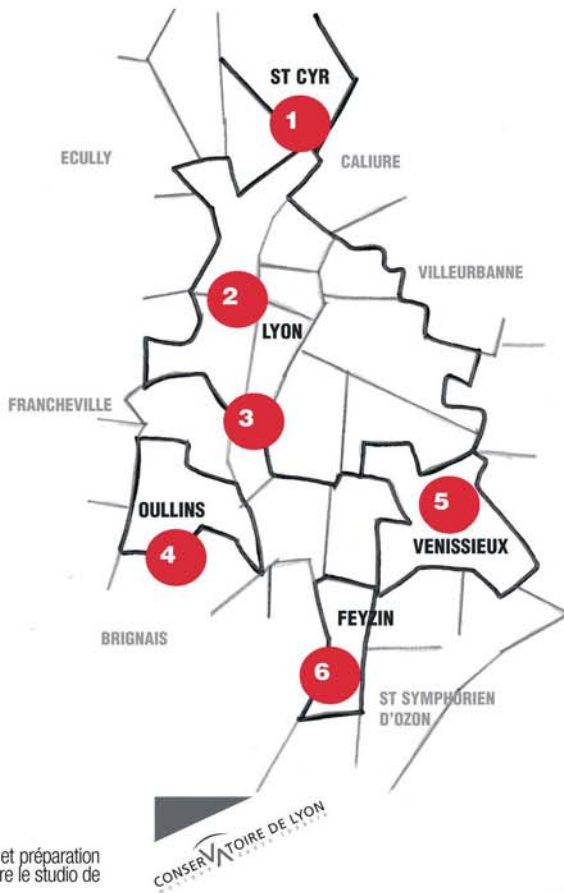 ST CYR
1
ECULLY
CALIURE
VILLEURBANNE
2
LYON
FRANCHEVILLE
3
5
OULLINS
4
VENISSIEUX
FEYZIN
BRIGNAIS
6
ST SYMPHORIEN
D'OZON
CONSERVATOIRE DE LYON
et préparation
re le studio de